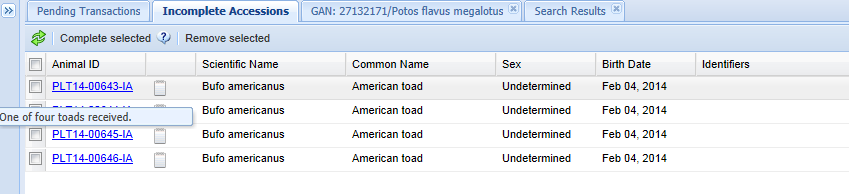 Pending Transactions Incomplete Accessions GAN: 27132171/Potos flavus megalotus Search Results
Complete selected Remove selected
Animal ID Scientific Name Common Name Sex Birth Date Identifiers
PLT14-00643-IA Bufo americanus American toad Undetermined Feb 04, 2014
Bufo americanus American toad Undetermined Feb 04, 2014
One of four toads received.
PLT14-00645-IA Bufo americanus American toad Undetermined Feb 04, 2014
PLT14-00646-IA Bufo americanus American toad Undetermined Feb 04, 2014